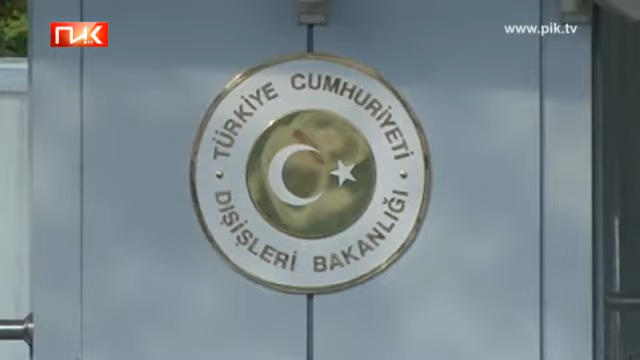 ПИК
www.pik.tv
TÜRKİYE CUMHURİYETİ
DIŞİŞLERİ BAKANLIĞI